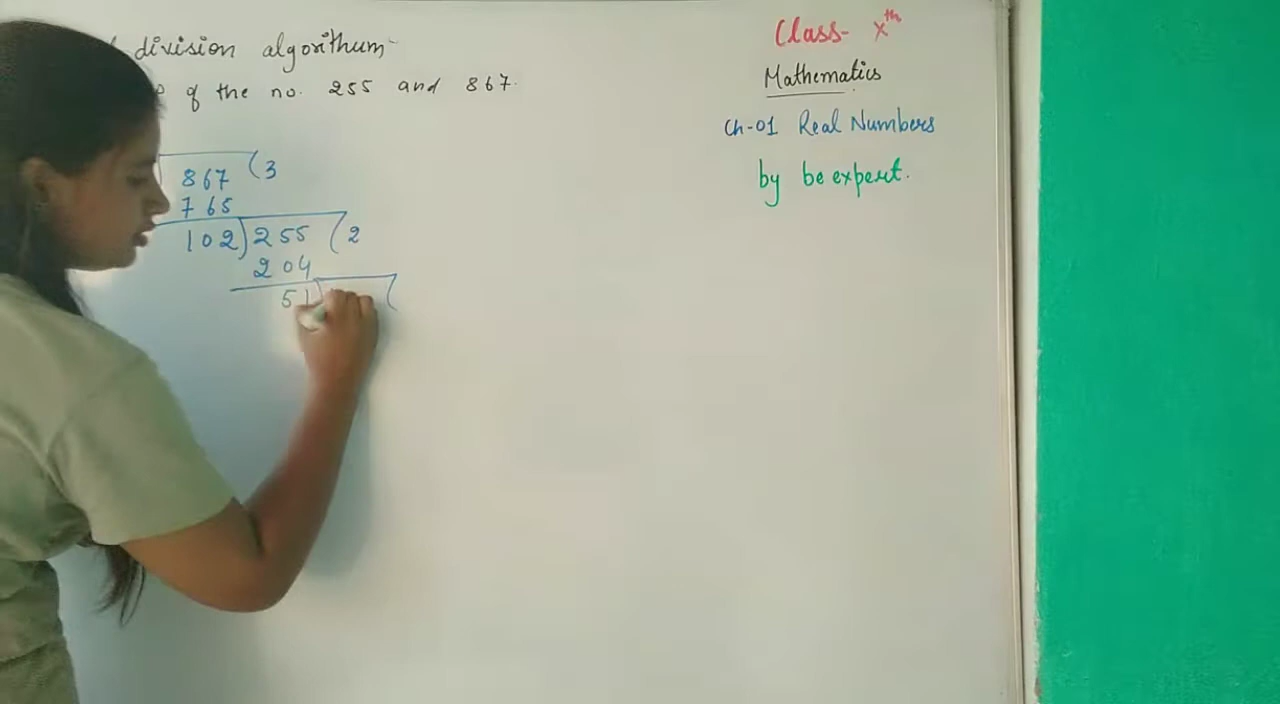 division algorithum-
of the no. 255 and 867.
867 (3
765
102) 255 (2
204
51
Class- Xth
Mathematics
Ch-01 Real Numbers
by be expert.